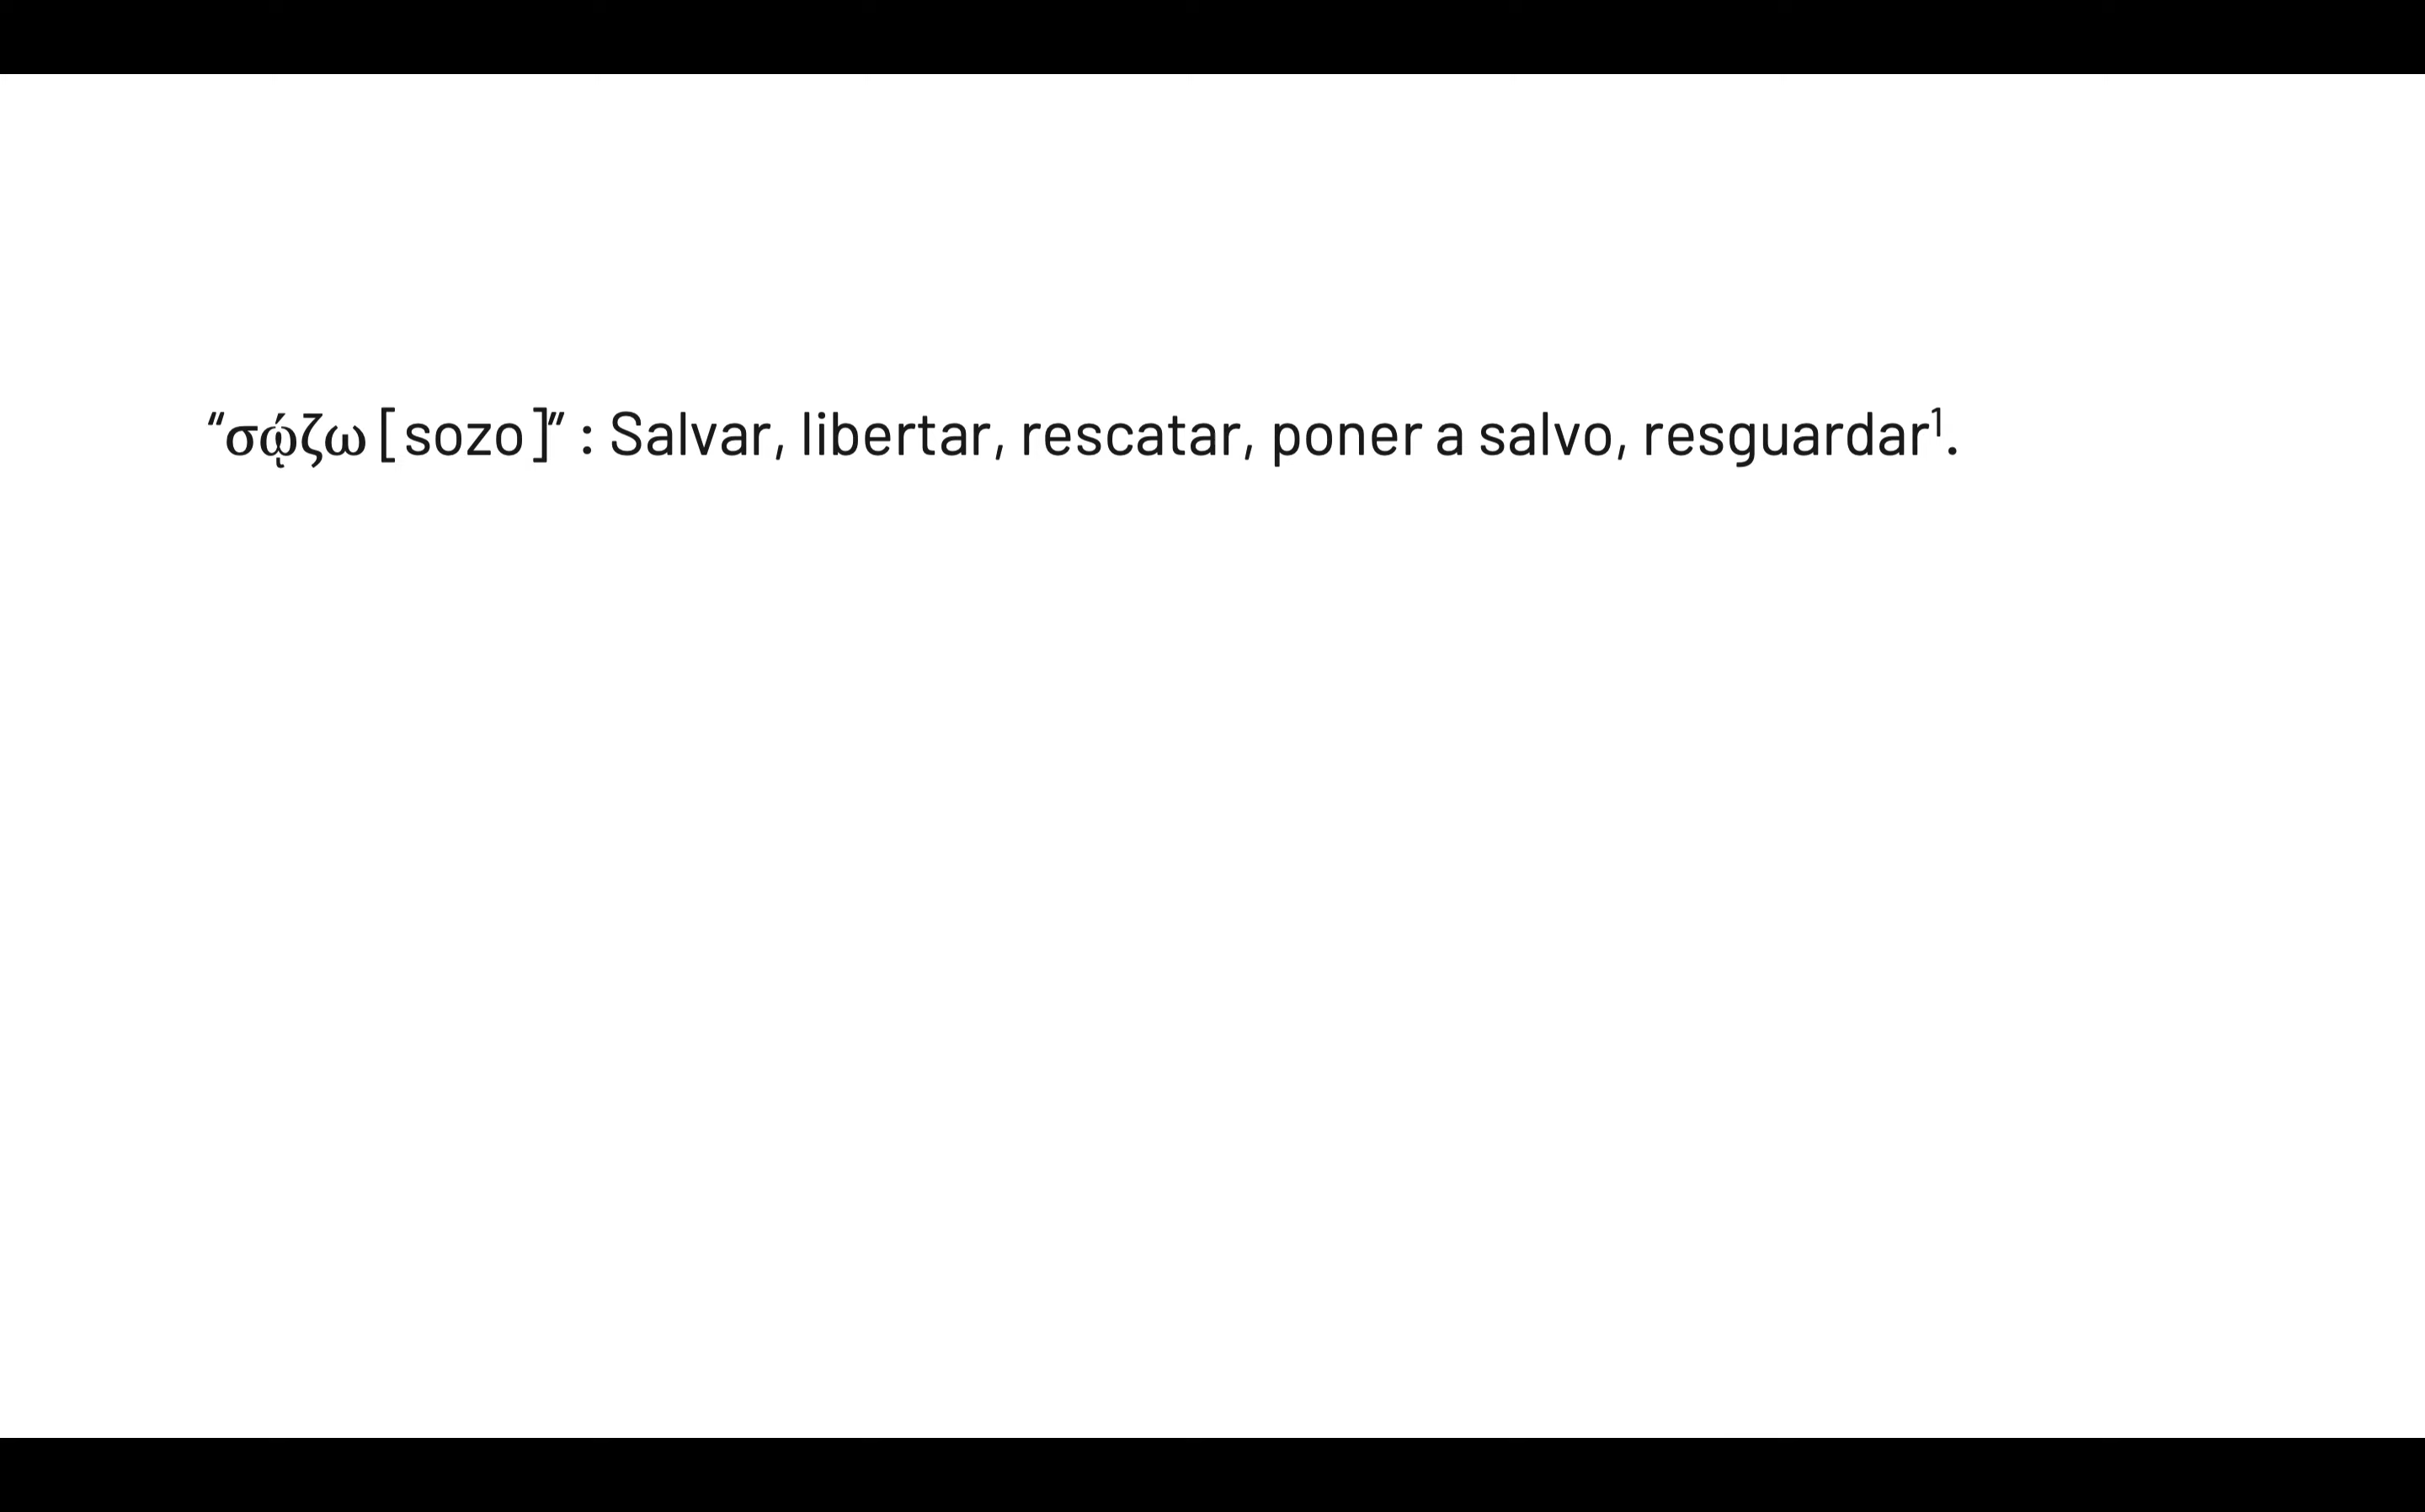 “σῴζω [sozo]” : Salvar, libertar, rescatar, poner a salvo, resguardar¹.